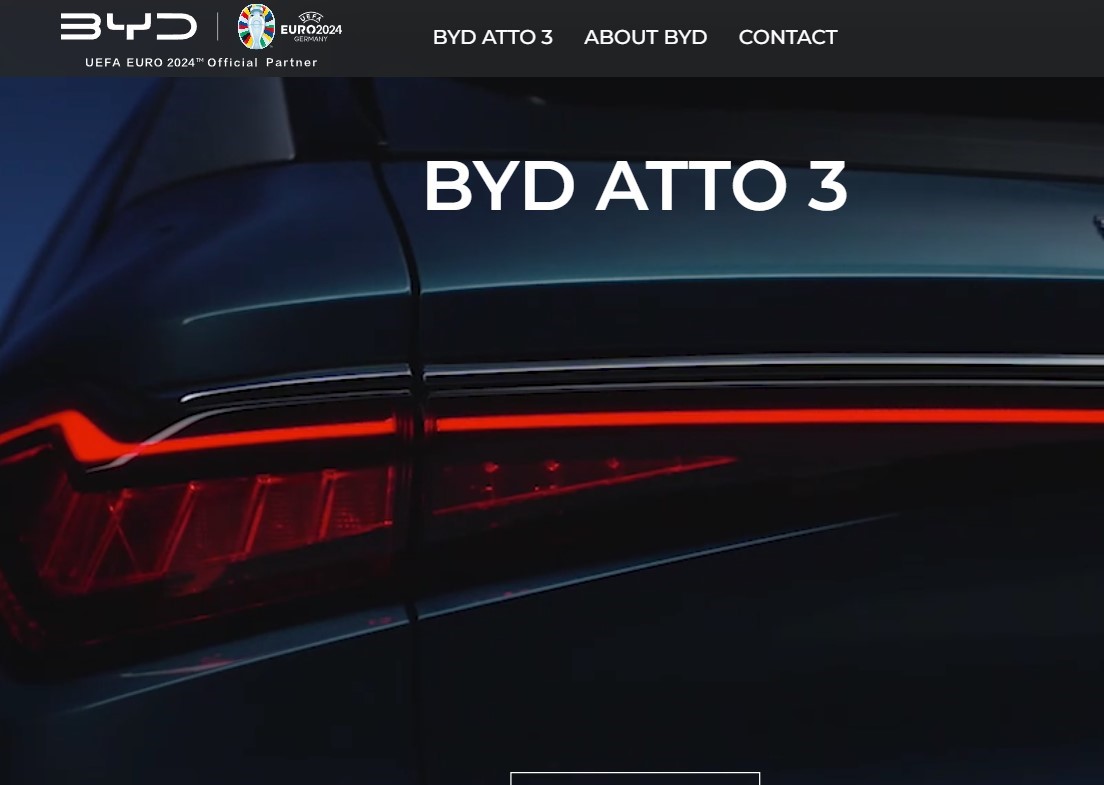 BYD
UEFA
EURO2024
GERMANY
UEFA EURO 2024™ Official Partner
BYD ATTO 3
ABOUT BYD
CONTACT
BYD ATTO 3